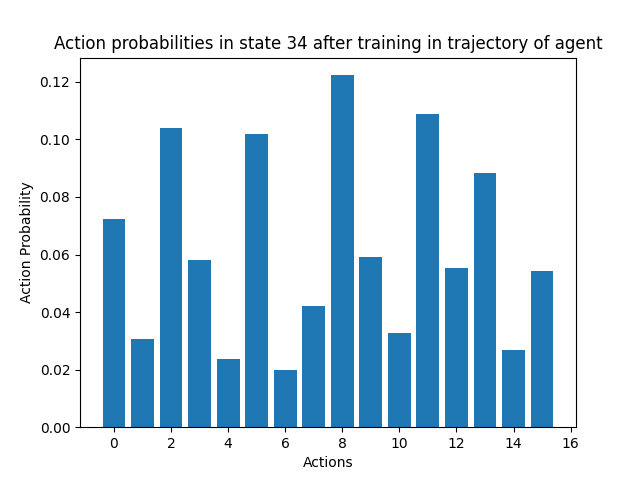 Action probabilities in state 34 after training in trajectory of agent
0.12
0.10
0.08
0.06
0.04
0.02
0.00
Action Probability
0 2 4 6 8 10 12 14 16
Actions